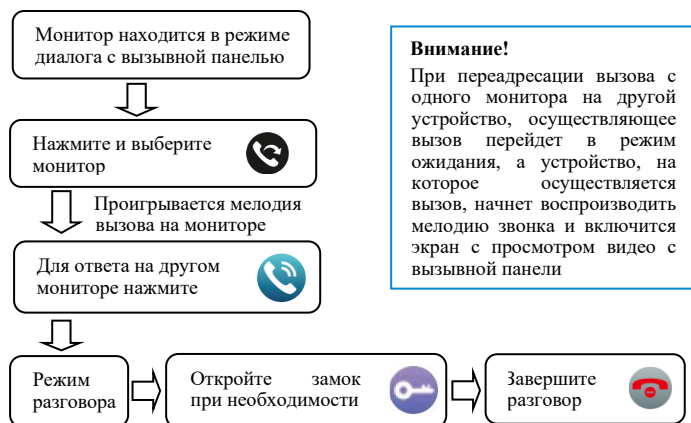 Монитор находится в режиме
диалога с вызывной панелью
Нажмите и выберите
монитор
Проигрывается мелодия
вызова на мониторе
Для ответа на другом
мониторе нажмите
Режим
разговора
Откройте замок
при необходимости
Завершите
разговор
Внимание!
При переадресации вызова с
одного монитора на другой
устройство, осуществляющее
вызов перейдет в режим
ожидания, а устройство, на
которое осуществляется
вызов, начнет воспроизводить
мелодию звонка и включится
экран с просмотром видео с
вызывной панели